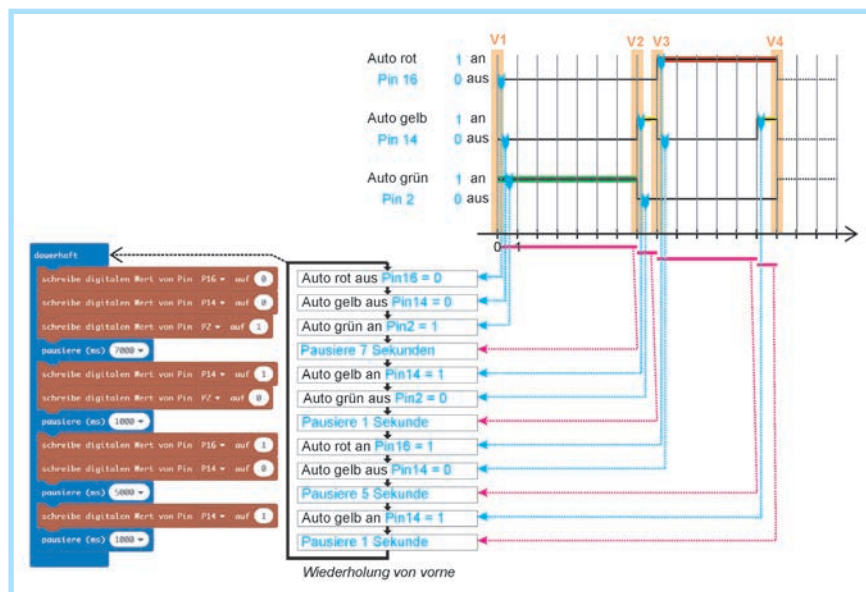 V1 V2 V3 V4
Auto rot 1 an
Pin 16 0 aus
Auto gelb 1 an
Pin 14 0 aus
Auto grün 1 an
Pin 2 0 aus
0 1
dauerhaft
schreibe digitalen Wert von Pin P16 auf 0
schreibe digitalen Wert von Pin P14 auf 0
schreibe digitalen Wert von Pin P2 auf 1
pausiere (ms) 7000
schreibe digitalen Wert von Pin P14 auf 1
schreibe digitalen Wert von Pin P2 auf 0
pausiere (ms) 1000
schreibe digitalen Wert von Pin P16 auf 1
schreibe digitalen Wert von Pin P14 auf 0
pausiere (ms) 5000
schreibe digitalen Wert von Pin P14 auf 1
pausiere (ms) 1000
Auto rot aus Pin16 = 0
Auto gelb aus Pin14 = 0
Auto grün an Pin2 = 1
Pausiere 7 Sekunden
Auto gelb an Pin14 = 1
Auto grün aus Pin2 = 0
Pausiere 1 Sekunde
Auto rot an Pin16 = 1
Auto gelb aus Pin14 = 0
Pausiere 5 Sekunde
Auto gelb an Pin14 = 1
Pausiere 1 Sekunde
Wiederholung von vorne